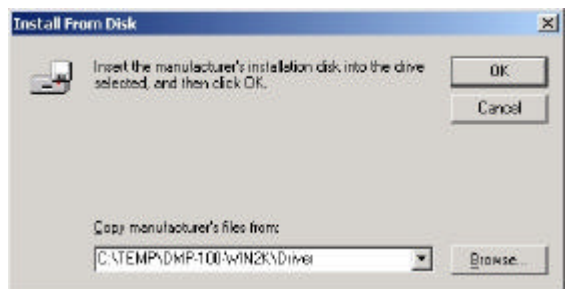 Install From Disk
Insert the manufacturer's installation disk into the drive
selected, and then click OK.
OK
Cancel
Copy manufacturer's files from:
C:\TEMP\DMP-100\WIN2K\Driver
Browse...